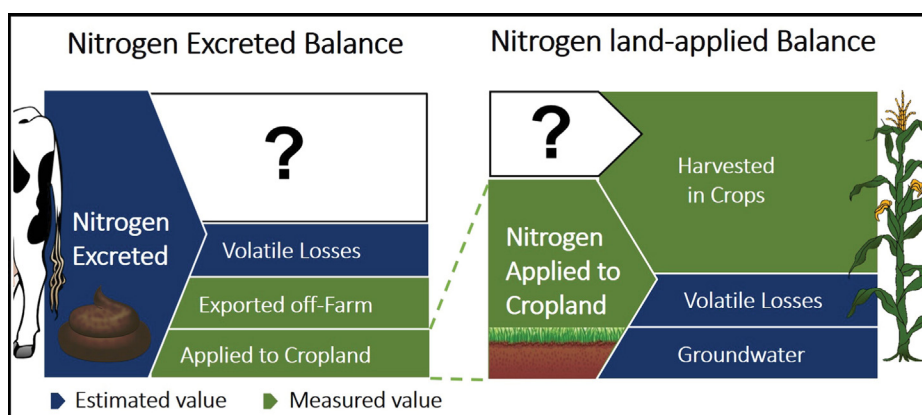 Nitrogen Excreted Balance
?
Nitrogen
Excreted
Volatile Losses
Exported off-Farm
Applied to Cropland
Nitrogen land-applied Balance
?
Harvested
in Crops
Nitrogen
Applied to
Cropland
Volatile Losses
Groundwater
Estimated value
Measured value